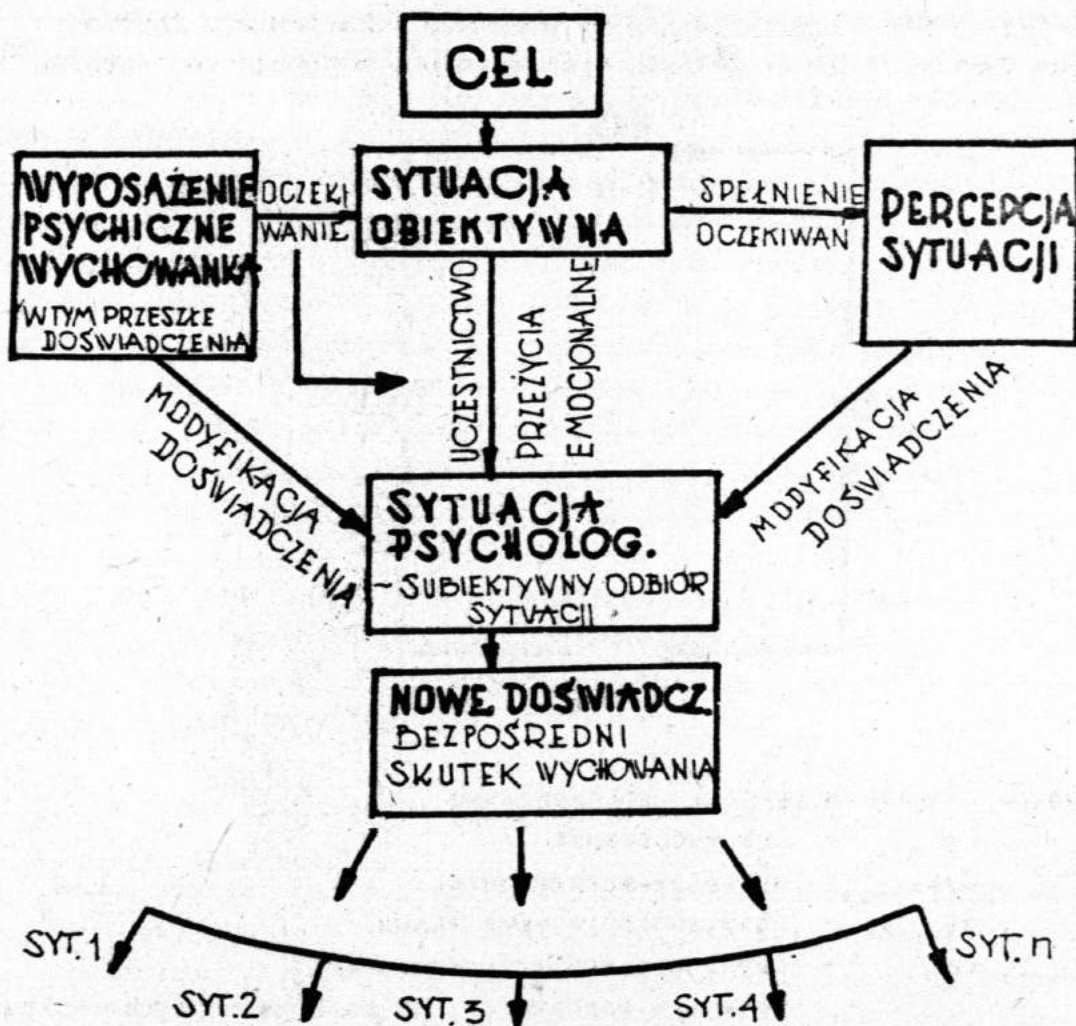 CEL
WYPOSAŻENIE
PSYCHICZNE
WYCHOWANKA
W TYM PRZESZŁE
DOŚWIADCZENIA
OCZEKI
WANIE
SYTUACJA
OBIEKTYWNA
SPEŁNIENIE
OCZEKIWAŃ
PERCEPCJA
SYTUACJI
MODYFIKACJA
DOŚWIADCZENIA
UCZESTNICTWO
PRZEŻYCIA
EMOCJONALNE
MODYFIKACJA
DOŚWIADCZENIA
SYTUACJA
PSYCHOLOG.
- SUBIEKTYWNY ODBIÓR
SYTUACJI
NOWE DOŚWIADCZ.
BEZPOŚREDNI
SKUTEK WYCHOWANIA
SYT. 1
SYT. 2
SYT. 3
SYT. 4
SYT. n